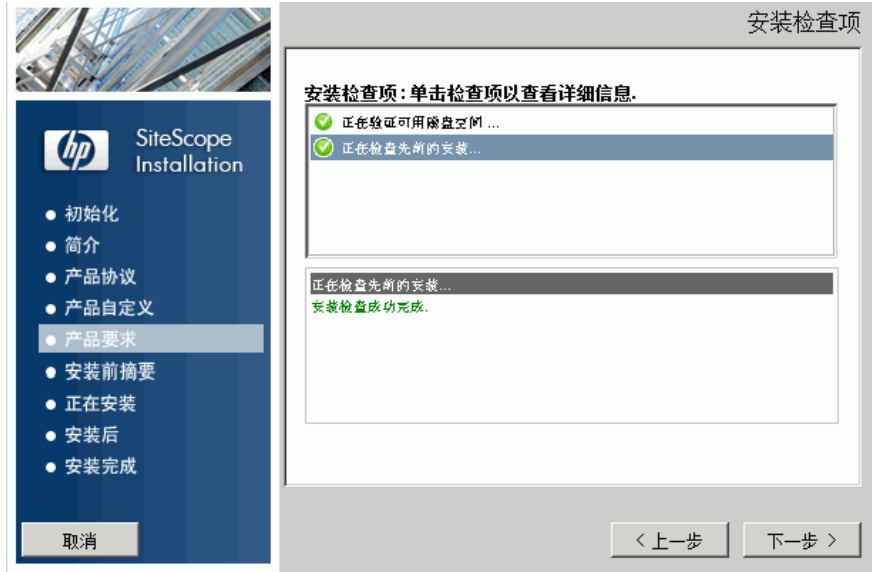 安装检查项
hp
SiteScope
Installation
初始化
简介
产品协议
产品自定义
产品要求
安装前摘要
正在安装
安装后
安装完成
取消
安装检查项:单击检查项以查看详细信息.
正在验证可用磁盘空间 ...
正在检查先前的安装...
正在检查先前的安装...
安装检查成功完成.
< 上一步
下一步 >